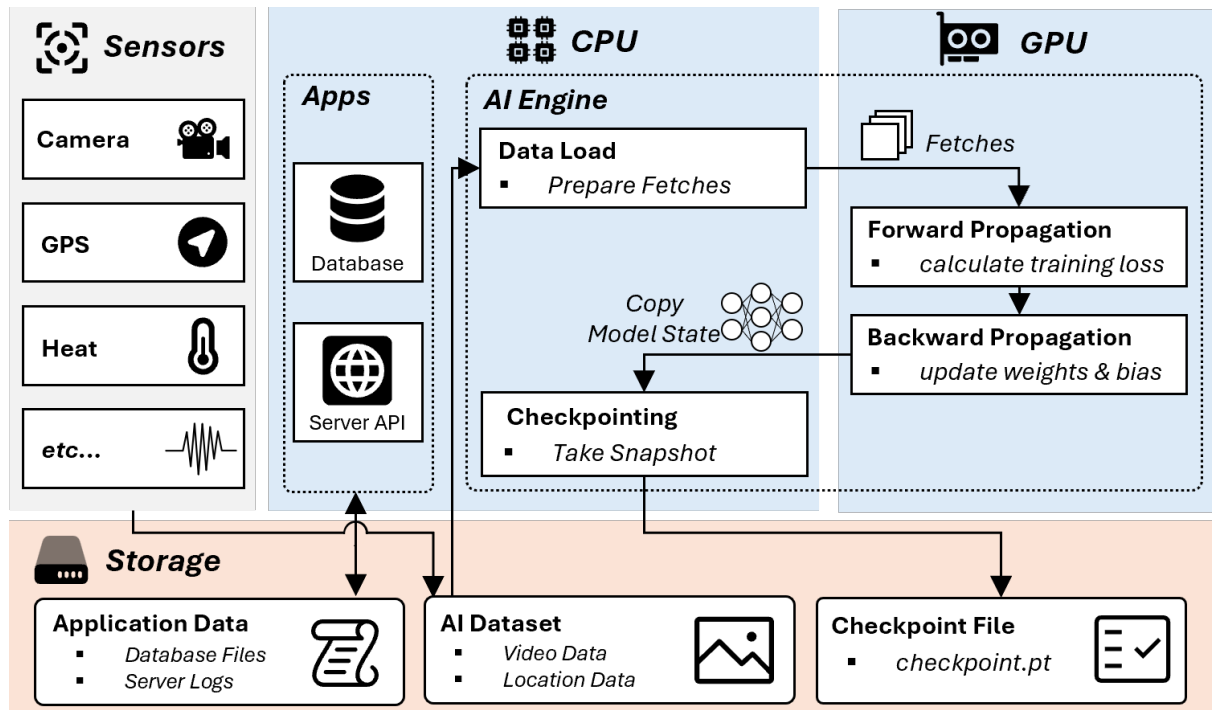 Sensors
Camera
GPS
Heat
etc...
CPU
Apps
Database
Server API
AI Engine
Data Load
▪ Prepare Fetches
Copy
Model State
Checkpointing
▪ Take Snapshot
GPU
Fetches
Forward Propagation
▪ calculate training loss
Backward Propagation
▪ update weights & bias
Storage
Application Data
▪ Database Files
▪ Server Logs
AI Dataset
▪ Video Data
▪ Location Data
Checkpoint File
▪ checkpoint.pt